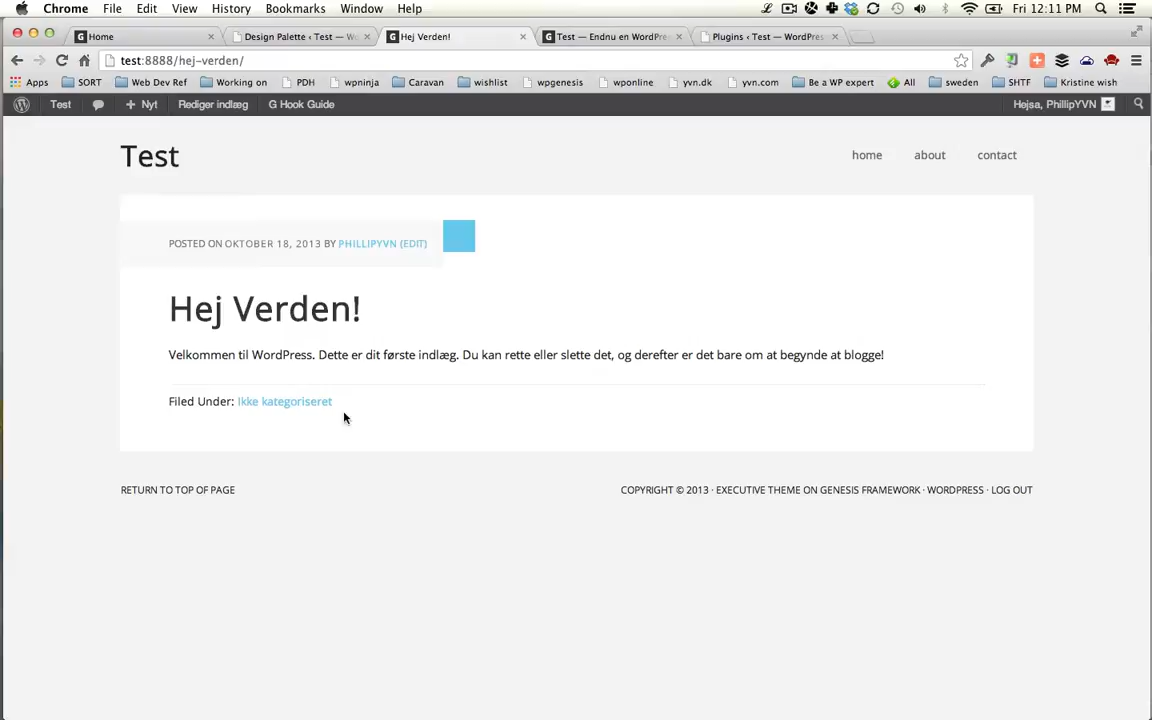 Chrome File Edit View History Bookmarks Window Help Fri 12:11 PM
Home Design Palette ‹ Test — Wo Hej Verden! Test — Endnu en WordPre Plugins ‹ Test — WordPres
test:8888/hej-verden/
Apps SORT Web Dev Ref Working on PDH wpninja Caravan wishlist wpgenesis wponline yvn.dk yvn.com Be a WP expert All sweden SHTF Kristine wish
Test Nyt Rediger indlæg G Hook Guide Hejsa, PhillipYVN
Test home about contact
POSTED ON OKTOBER 18, 2013 BY PHILLIPYVN (EDIT)
Hej Verden!
Velkommen til WordPress. Dette er dit første indlæg. Du kan rette eller slette det, og derefter er det bare om at begynde at blogge!
Filed Under: Ikke kategoriseret
RETURN TO TOP OF PAGE COPYRIGHT © 2013 · EXECUTIVE THEME ON GENESIS FRAMEWORK · WORDPRESS · LOG OUT